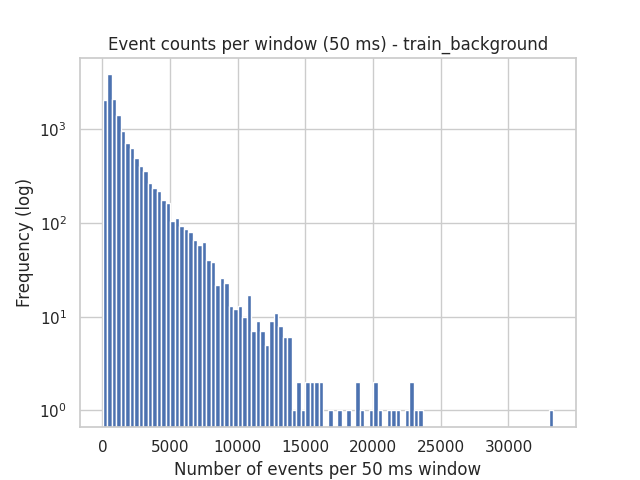 Event counts per window (50 ms) - train_background
Frequency (log)
10³
10²
10¹
10⁰
0 5000 10000 15000 20000 25000 30000
Number of events per 50 ms window